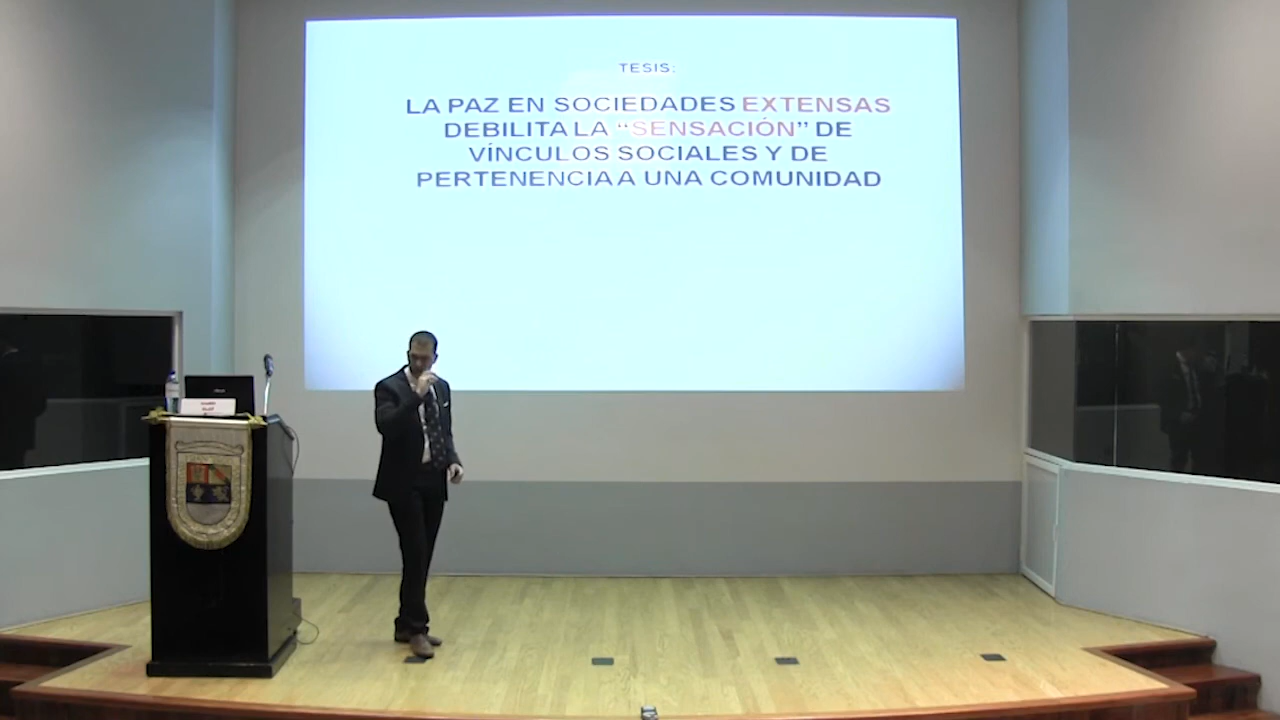 TESIS:
LA PAZ EN SOCIEDADES EXTENSAS
DEBILITA LA “SENSACIÓN” DE
VÍNCULOS SOCIALES Y DE
PERTENENCIA A UNA COMUNIDAD